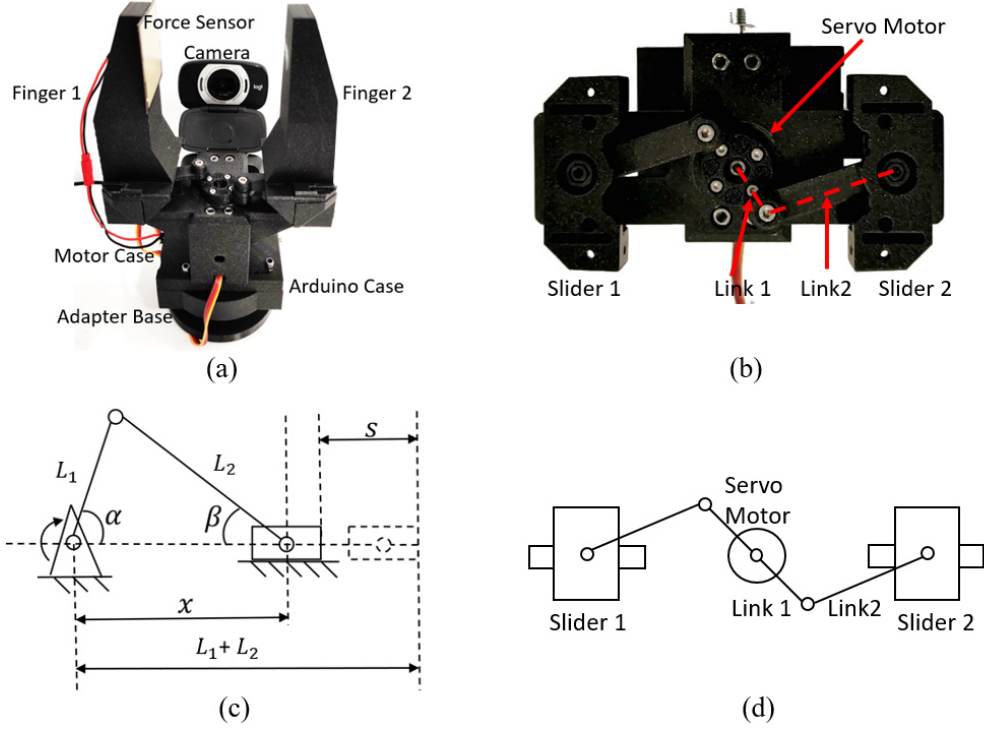 Force Sensor
Camera
Finger 1
Finger 2
logi
Motor Case
Arduino Case
Adapter Base
(a)
Servo Motor
Slider 1
Link 1
Link2
Slider 2
(b)
S
L₁
L₂
α
β
x
L₁+ L₂
(c)
Servo
Motor
Link 1
Link2
Slider 1
Slider 2
(d)